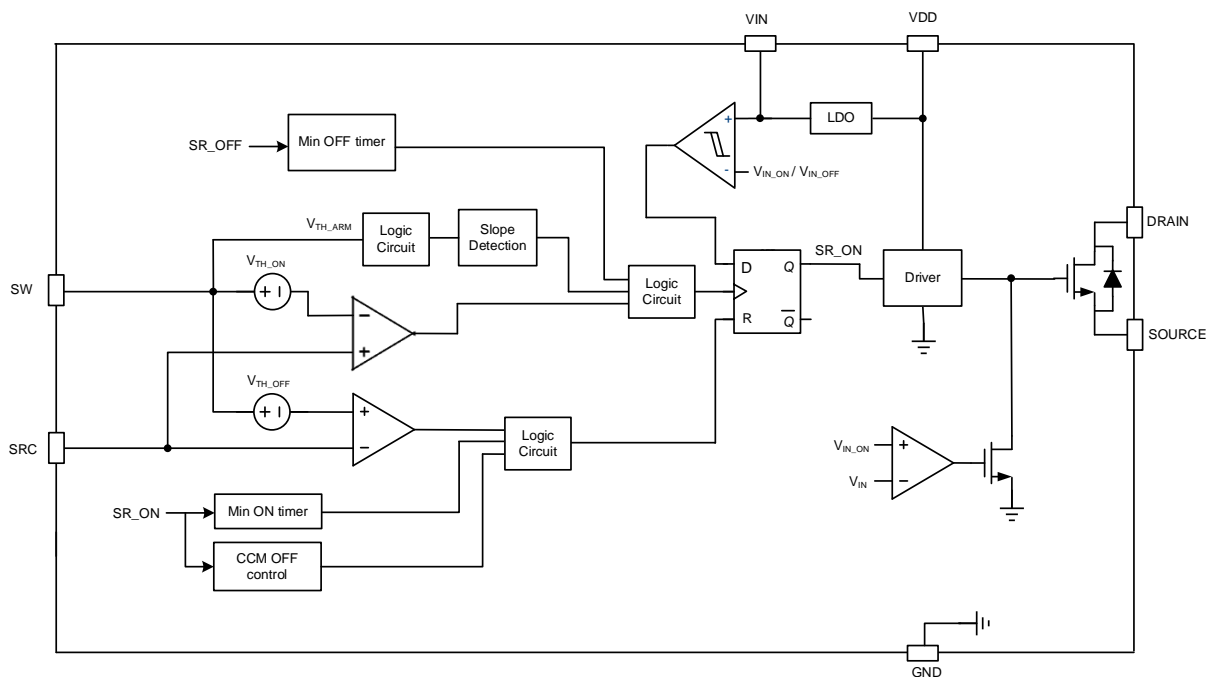 VIN
VDD
LDO
+
-
V_IN_ON / V_IN_OFF
SR_OFF
Min OFF timer
V_TH_ARM
Logic
Circuit
Slope
Detection
DRAIN
SW
V_TH_ON
+
−
+
Logic
Circuit
D
Q
R
Q̅
SR_ON
Driver
SOURCE
V_TH_OFF
+
+
−
SRC
Logic
Circuit
V_IN_ON
+
V_IN
−
SR_ON
Min ON timer
CCM OFF
control
GND